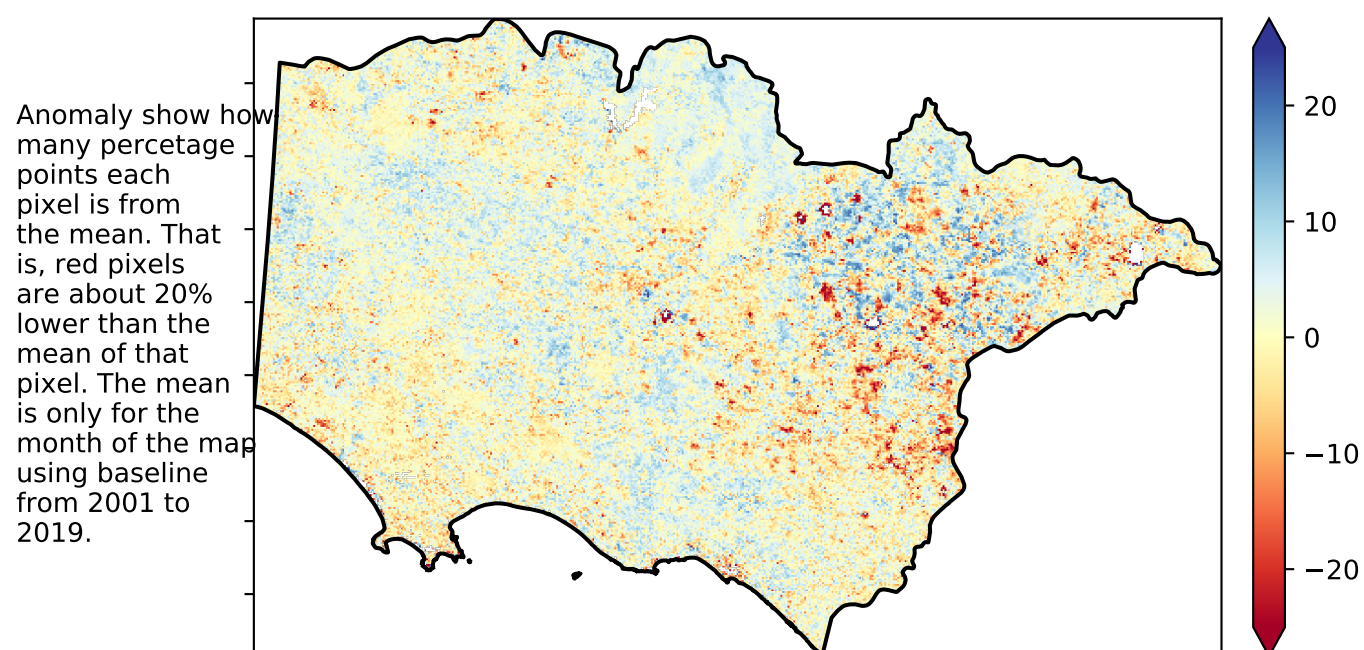 Anomaly show how
many percetage
points each
pixel is from
the mean. That
is, red pixels
are about 20%
lower than the
mean of that
pixel. The mean
is only for the
month of the map
using baseline
from 2001 to
2019.
20
10
0
−10
−20